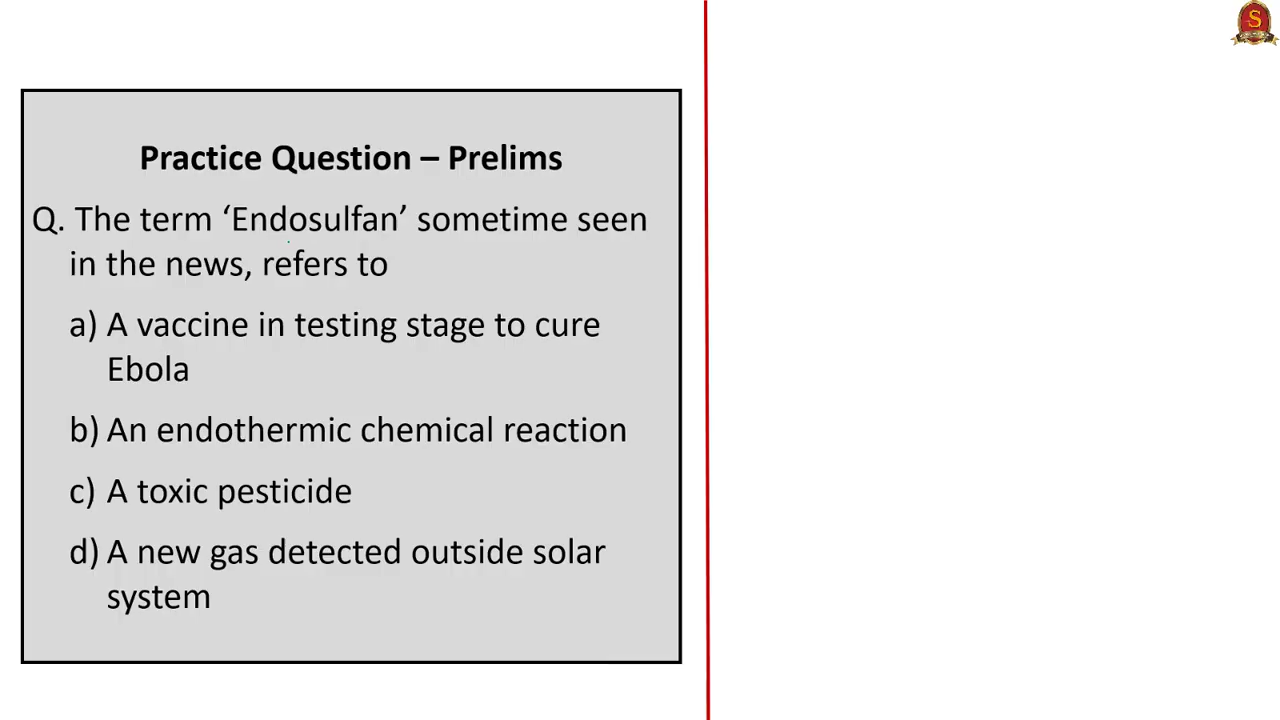 S
Practice Question – Prelims
Q. The term ‘Endosulfan’ sometime seen
in the news, refers to
a) A vaccine in testing stage to cure
Ebola
b) An endothermic chemical reaction
c) A toxic pesticide
d) A new gas detected outside solar
system